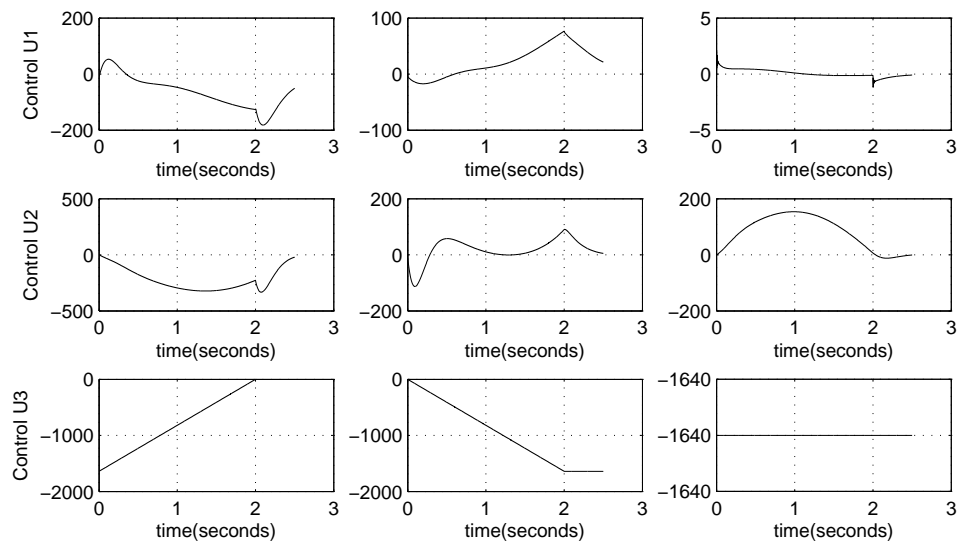 200 100 5
0 0 0
−200 −100 −5
0 1 2 3 0 1 2 3 0 1 2 3
time(seconds) time(seconds) time(seconds)
Control U1
500 200 200
0 0 0
−500 −200 −200
0 1 2 3 0 1 2 3 0 1 2 3
time(seconds) time(seconds) time(seconds)
Control U2
0 0 −1640
−1000 −1000 −1640
−2000 −2000 −1640
0 1 2 3 0 1 2 3 0 1 2 3
time(seconds) time(seconds) time(seconds)
Control U3